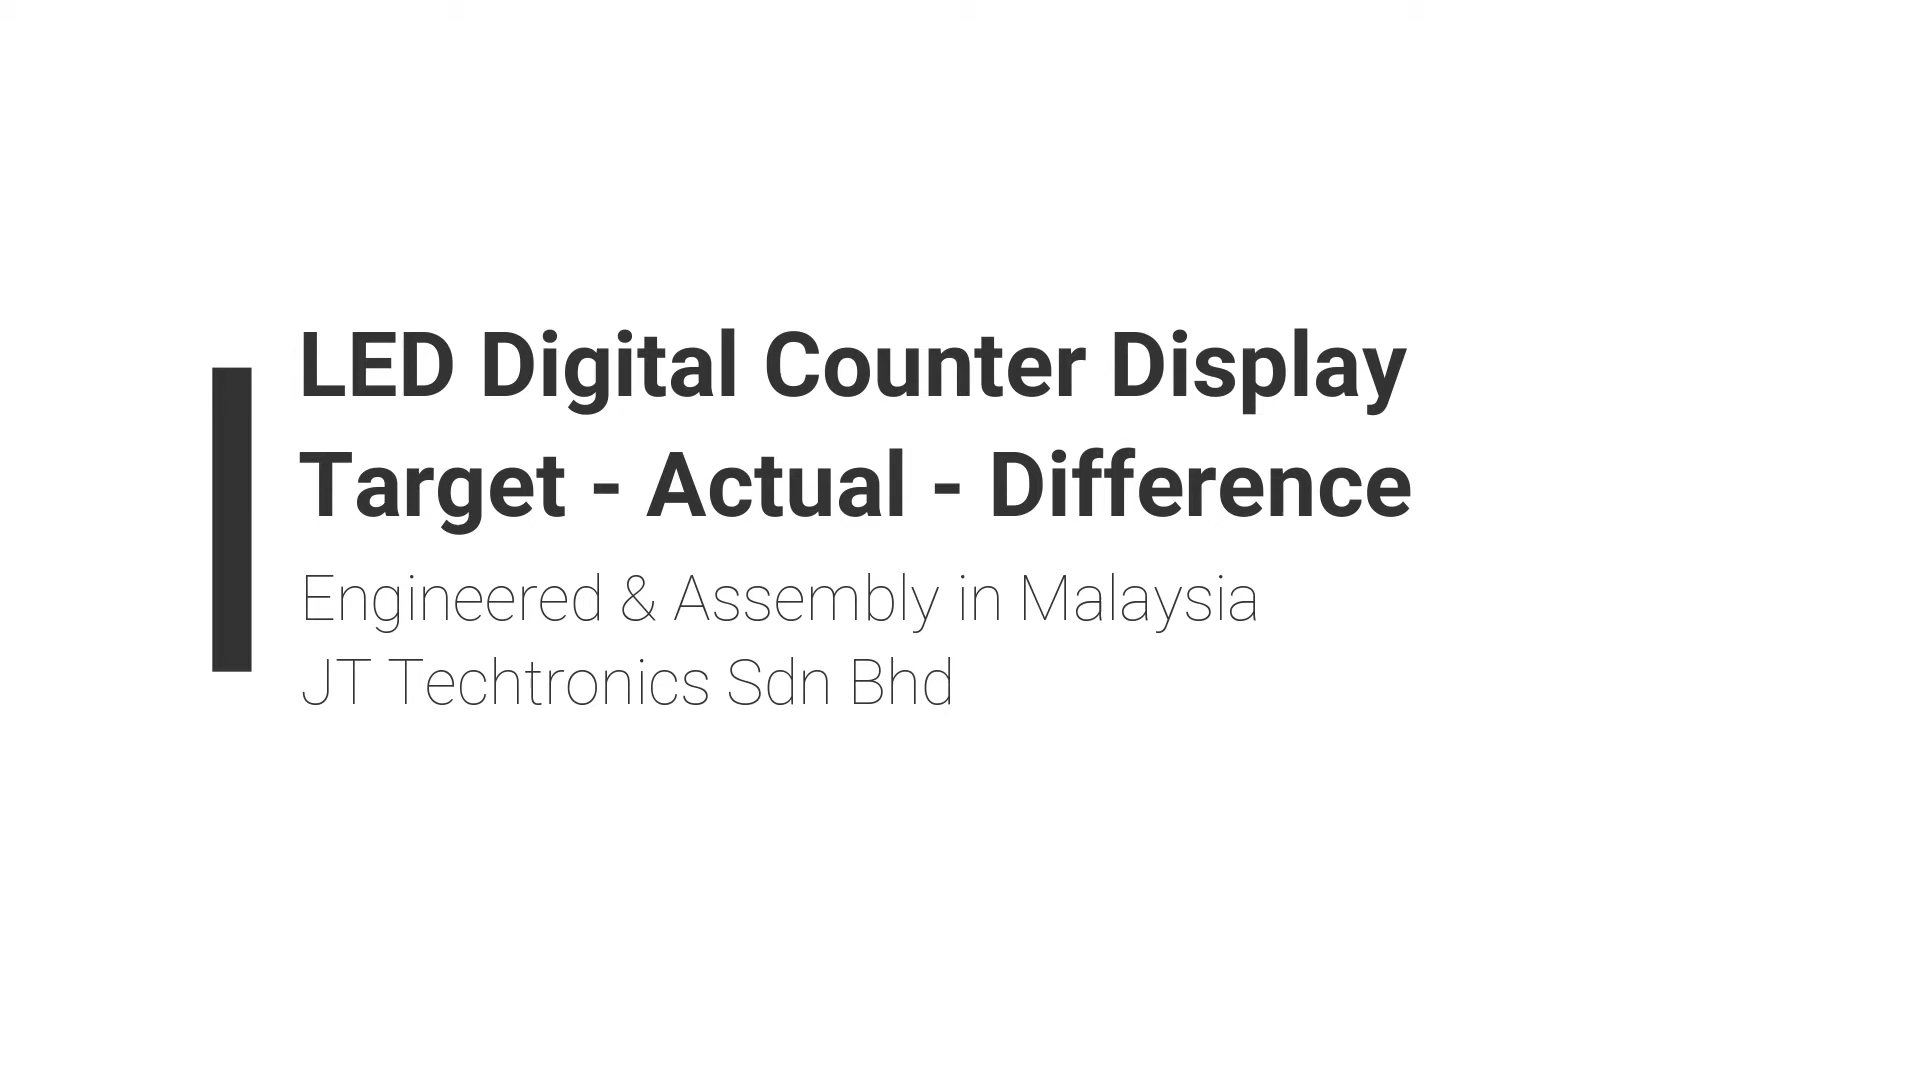 LED Digital Counter Display
Target - Actual - Difference
Engineered & Assembly in Malaysia
JT Techtronics Sdn Bhd